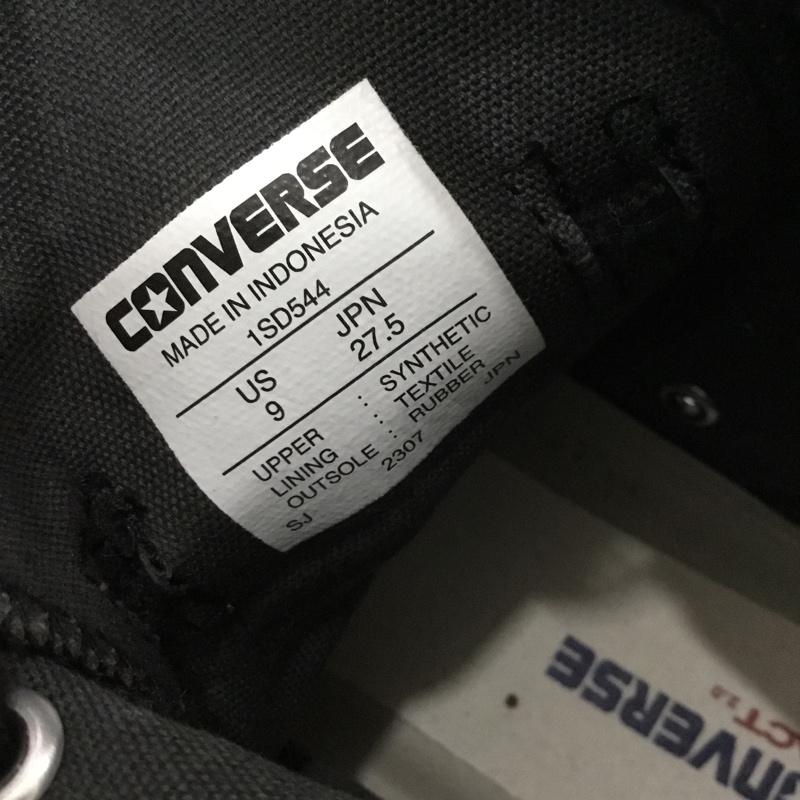 CONVERSE
MADE IN INDONESIA
1SD544
US JPN
9 27.5
UPPER : SYNTHETIC
LINING : TEXTILE
OUTSOLE : RUBBER
SJ 2307 JPN
CONVERSE